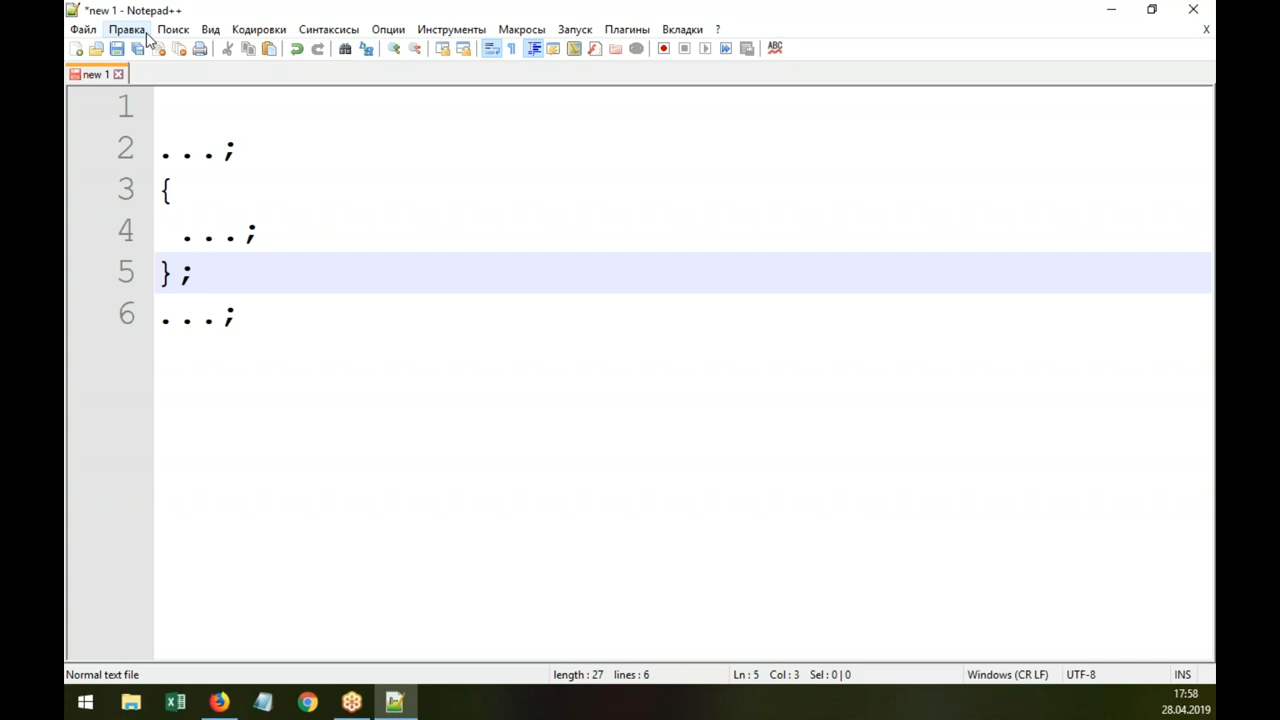 *new 1 - Notepad++
Файл Правка Поиск Вид Кодировки Синтаксисы Опции Инструменты Макросы Запуск Плагины Вкладки ? X
ABC
new 1
1
2 ...;
3 {
4 ...;
5 };
6 ...;
Normal text file length : 27 lines : 6 Ln : 5 Col : 3 Sel : 0 | 0 Windows (CR LF) UTF-8 INS
17:58
28.04.2019